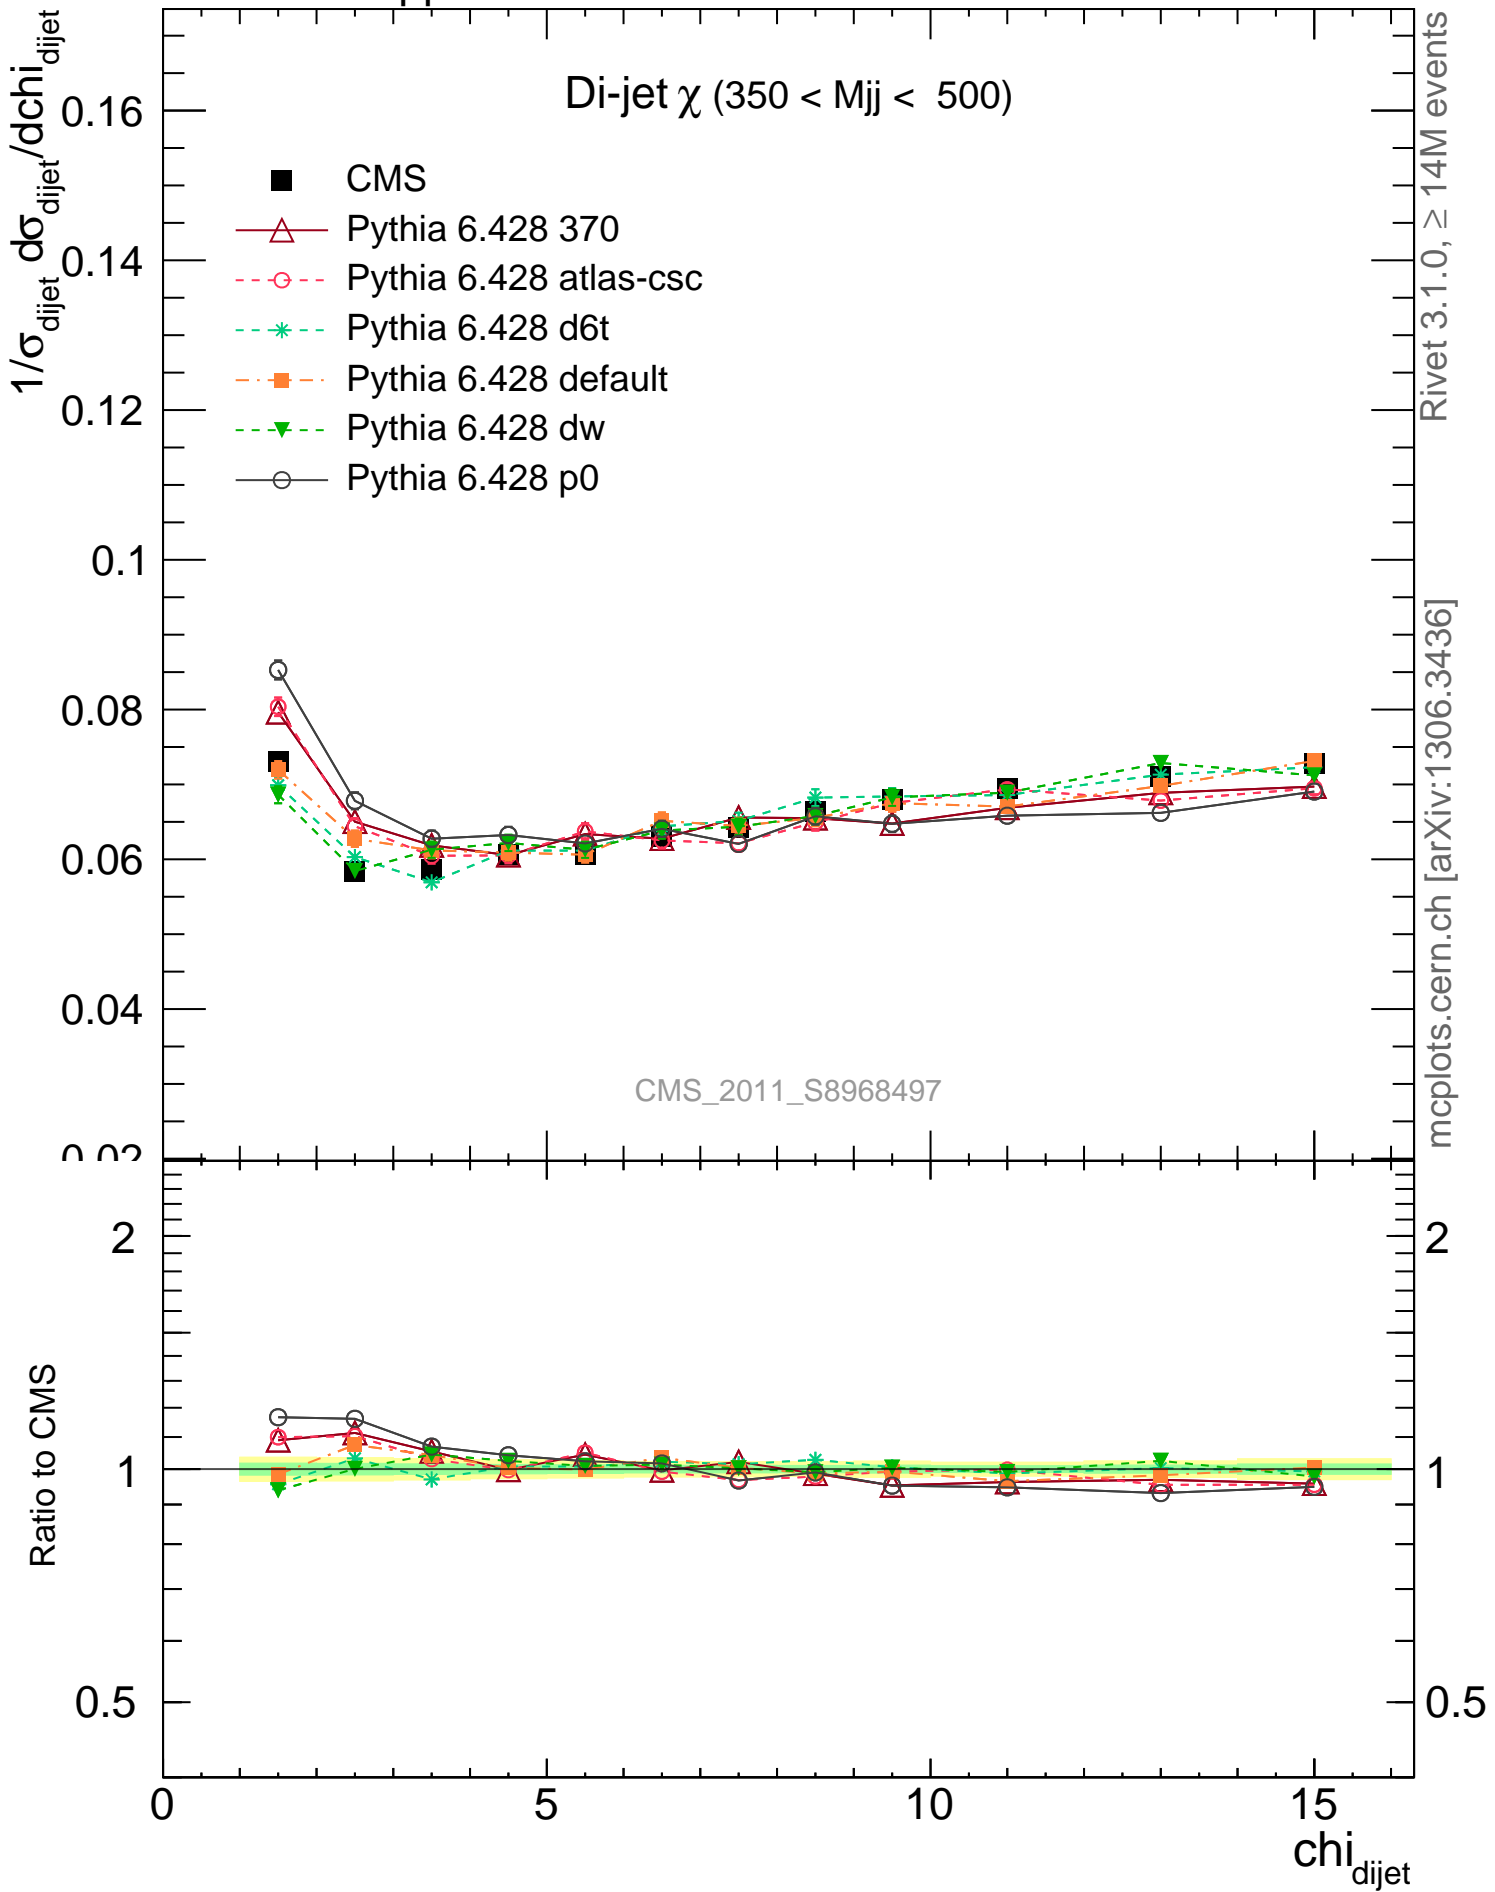 pp
1/σdijet dσdijet/dchidijet
Di-jet χ (350 < Mjj < 500)
CMS
Pythia 6.428 370
Pythia 6.428 atlas-csc
Pythia 6.428 d6t
Pythia 6.428 default
Pythia 6.428 dw
Pythia 6.428 p0
0.16
0.14
0.12
0.1
0.08
0.06
0.04
0.02
CMS_2011_S8968497
Rivet 3.1.0, ≥ 14M events
mcplots.cern.ch [arXiv:1306.3436]
Ratio to CMS
2
1
0.5
2
1
0.5
0 5 10 15
chidijet